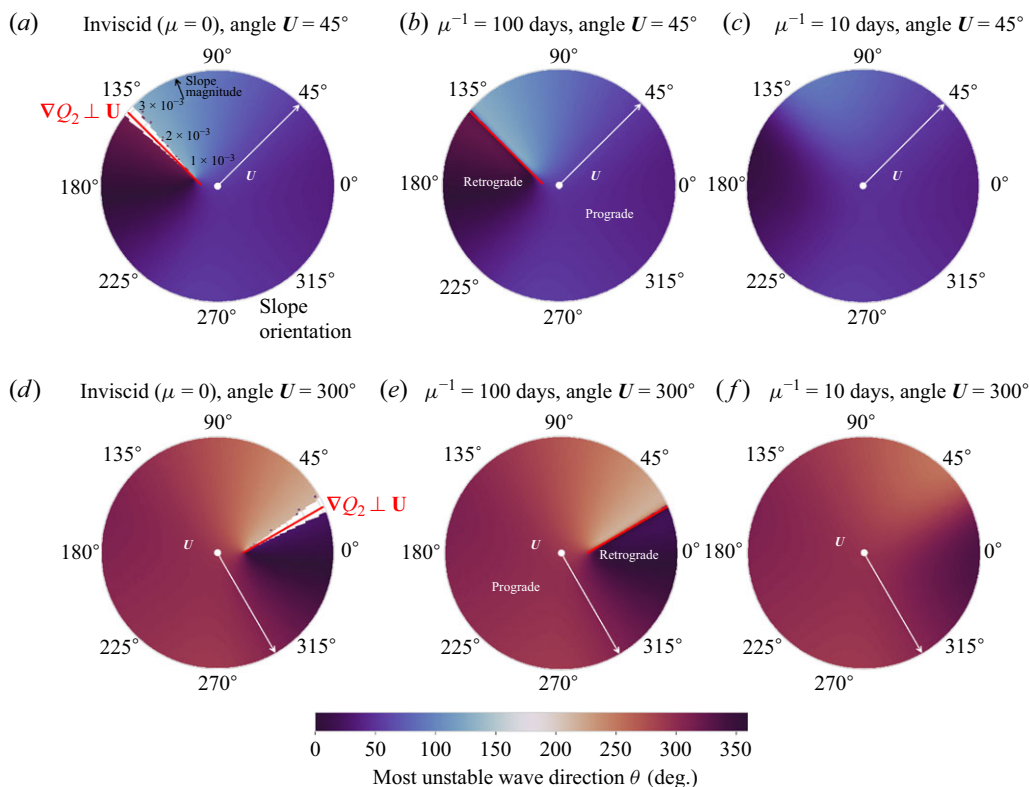 (a) Inviscid (μ = 0), angle U = 45°
(b) μ⁻¹ = 100 days, angle U = 45°
(c) μ⁻¹ = 10 days, angle U = 45°
90°
135°
45°
Slope
magnitude
3 × 10⁻³
2 × 10⁻³
1 × 10⁻³
∇Q₂ ⊥ U
180°
U
0°
225°
315°
270°
Slope
orientation
90°
135°
45°
180°
Retrograde
U
Prograde
0°
225°
315°
270°
90°
135°
45°
180°
U
0°
225°
315°
270°
(d) Inviscid (μ = 0), angle U = 300°
(e) μ⁻¹ = 100 days, angle U = 300°
(f) μ⁻¹ = 10 days, angle U = 300°
90°
135°
45°
∇Q₂ ⊥ U
180°
U
0°
225°
315°
270°
90°
135°
45°
180°
U
Retrograde
0°
Prograde
225°
315°
270°
90°
135°
45°
180°
U
0°
225°
315°
270°
0 50 100 150 200 250 300 350
Most unstable wave direction θ (deg.)